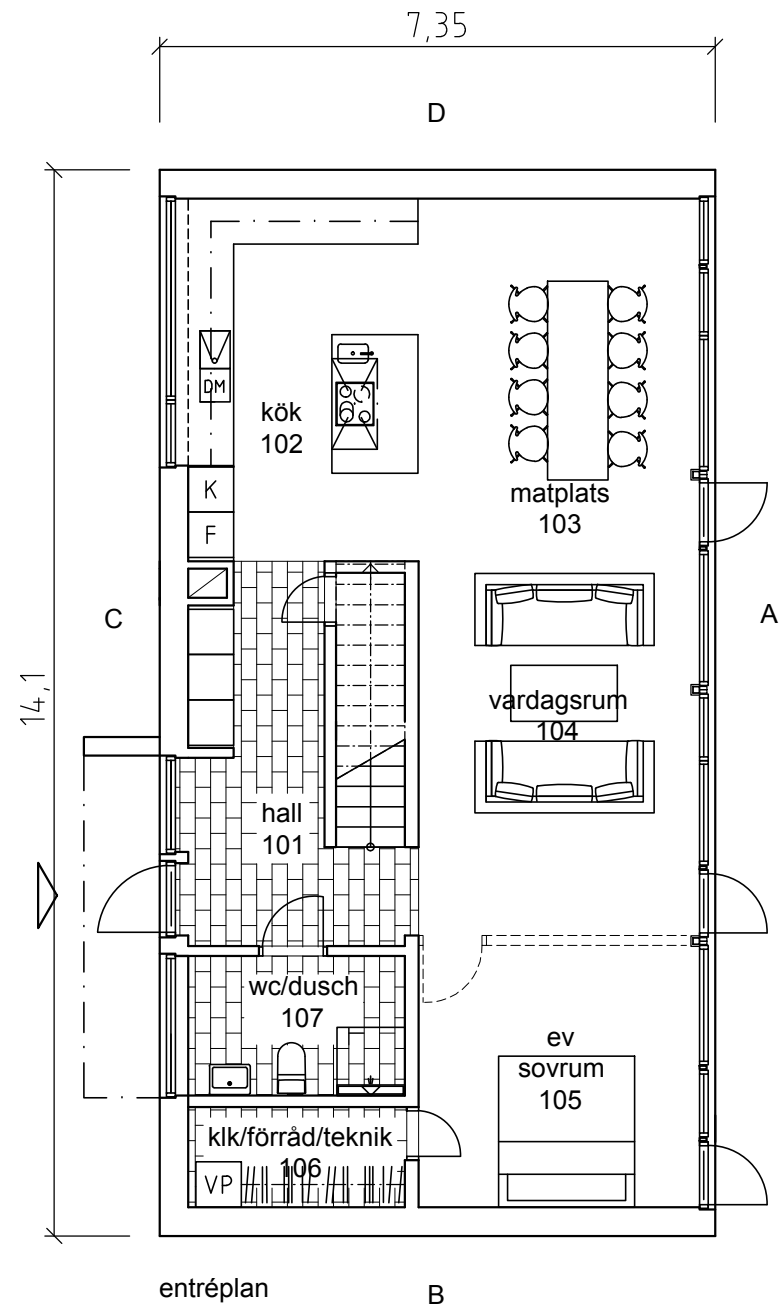 7,35
D
DM
kök
102
K
F
matplats
103
C
A
14,1
vardagsrum
104
hall
101
wc/dusch
107
ev
sovrum
105
klk/förråd/teknik
106
VP
entréplan
B